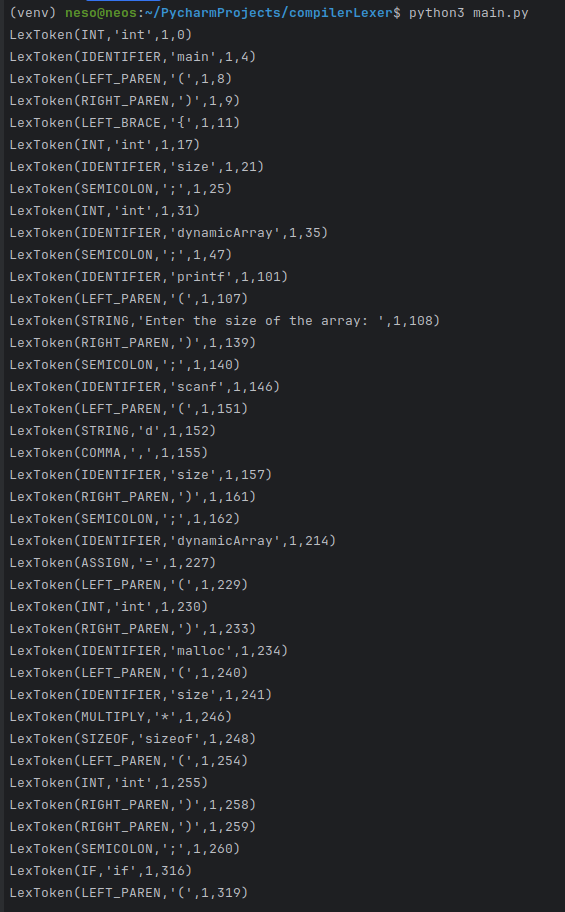 (venv) neso@neos:~/PycharmProjects/compilerLexer$ python3 main.py
LexToken(INT,'int',1,0)
LexToken(IDENTIFIER,'main',1,4)
LexToken(LEFT_PAREN,'(',1,8)
LexToken(RIGHT_PAREN,')',1,9)
LexToken(LEFT_BRACE,'{',1,11)
LexToken(INT,'int',1,17)
LexToken(IDENTIFIER,'size',1,21)
LexToken(SEMICOLON,';',1,25)
LexToken(INT,'int',1,31)
LexToken(IDENTIFIER,'dynamicArray',1,35)
LexToken(SEMICOLON,';',1,47)
LexToken(IDENTIFIER,'printf',1,101)
LexToken(LEFT_PAREN,'(',1,107)
LexToken(STRING,'Enter the size of the array: ',1,108)
LexToken(RIGHT_PAREN,')',1,139)
LexToken(SEMICOLON,';',1,140)
LexToken(IDENTIFIER,'scanf',1,146)
LexToken(LEFT_PAREN,'(',1,151)
LexToken(STRING,'d',1,152)
LexToken(COMMA,',',1,155)
LexToken(IDENTIFIER,'size',1,157)
LexToken(RIGHT_PAREN,')',1,161)
LexToken(SEMICOLON,';',1,162)
LexToken(IDENTIFIER,'dynamicArray',1,214)
LexToken(ASSIGN,'=',1,227)
LexToken(LEFT_PAREN,'(',1,229)
LexToken(INT,'int',1,230)
LexToken(RIGHT_PAREN,')',1,233)
LexToken(IDENTIFIER,'malloc',1,234)
LexToken(LEFT_PAREN,'(',1,240)
LexToken(IDENTIFIER,'size',1,241)
LexToken(MULTIPLY,'*',1,246)
LexToken(SIZEOF,'sizeof',1,248)
LexToken(LEFT_PAREN,'(',1,254)
LexToken(INT,'int',1,255)
LexToken(RIGHT_PAREN,')',1,258)
LexToken(RIGHT_PAREN,')',1,259)
LexToken(SEMICOLON,';',1,260)
LexToken(IF,'if',1,316)
LexToken(LEFT_PAREN,'(',1,319)